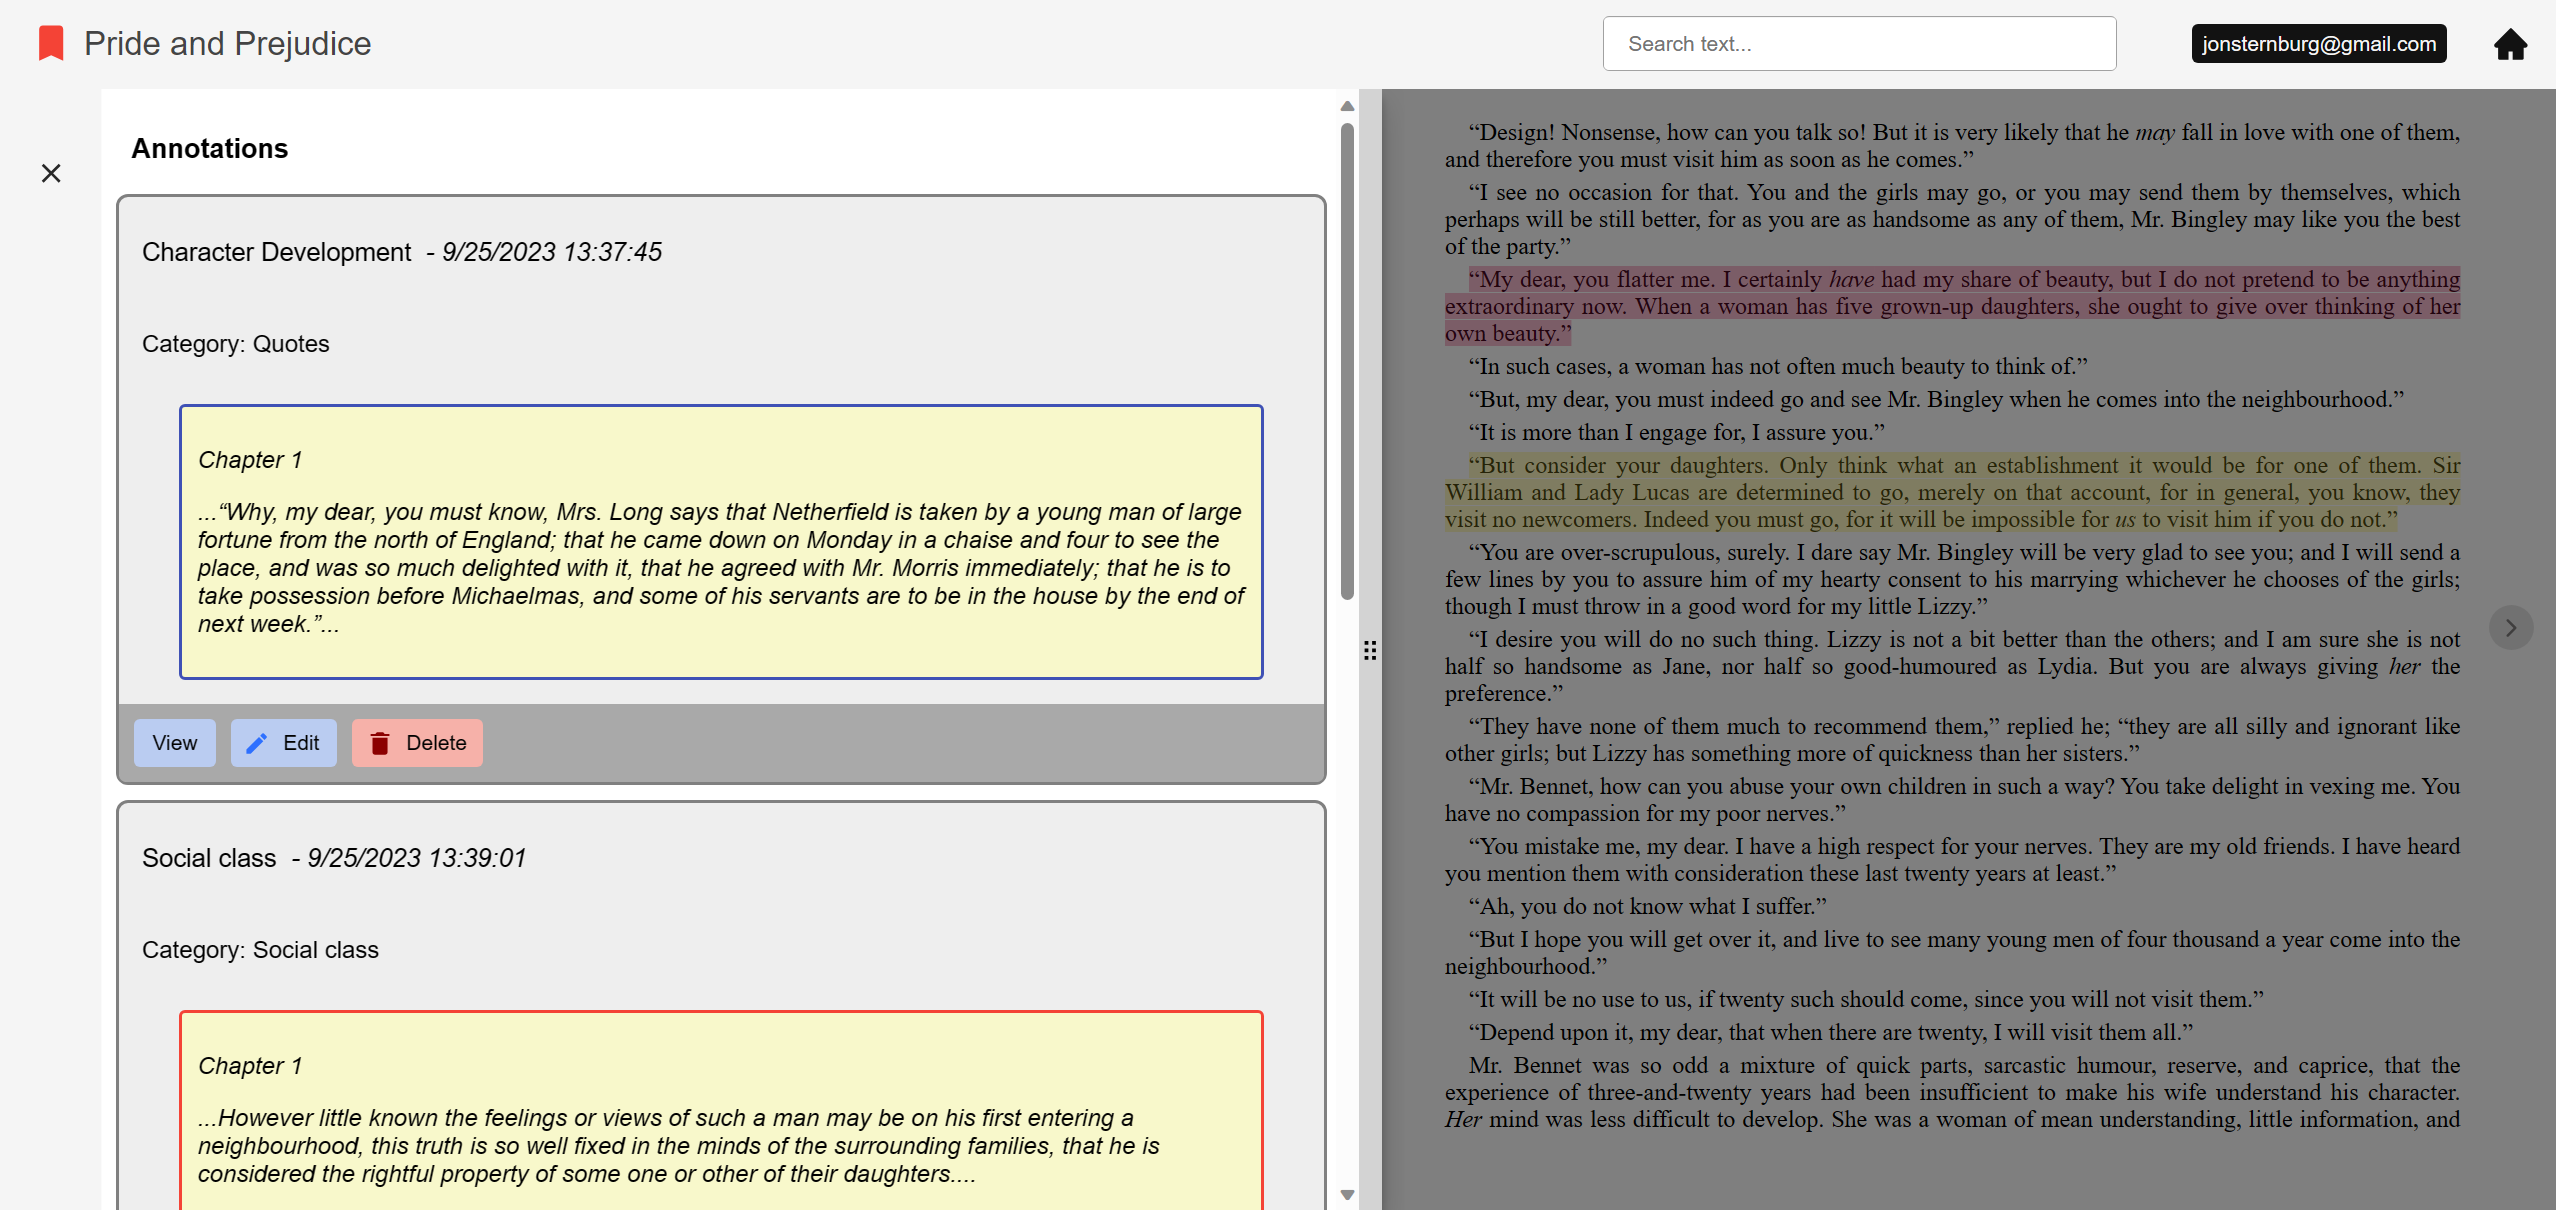 Pride and Prejudice
Search text...
jonsternburg@gmail.com
Annotations
Character Development - 9/25/2023 13:37:45
Category: Quotes
Chapter 1
...“Why, my dear, you must know, Mrs. Long says that Netherfield is taken by a young man of large
fortune from the north of England; that he came down on Monday in a chaise and four to see the
place, and was so much delighted with it, that he agreed with Mr. Morris immediately; that he is to
take possession before Michaelmas, and some of his servants are to be in the house by the end of
next week.”...
View
Edit
Delete
Social class - 9/25/2023 13:39:01
Category: Social class
Chapter 1
...However little known the feelings or views of such a man may be on his first entering a
neighbourhood, this truth is so well fixed in the minds of the surrounding families, that he is
considered the rightful property of some one or other of their daughters....
“Design! Nonsense, how can you talk so! But it is very likely that he may fall in love with one of them,
and therefore you must visit him as soon as he comes.”
“I see no occasion for that. You and the girls may go, or you may send them by themselves, which
perhaps will be still better, for as you are as handsome as any of them, Mr. Bingley may like you the best
of the party.”
“My dear, you flatter me. I certainly have had my share of beauty, but I do not pretend to be anything
extraordinary now. When a woman has five grown-up daughters, she ought to give over thinking of her
own beauty.”
“In such cases, a woman has not often much beauty to think of.”
“But, my dear, you must indeed go and see Mr. Bingley when he comes into the neighbourhood.”
“It is more than I engage for, I assure you.”
“But consider your daughters. Only think what an establishment it would be for one of them. Sir
William and Lady Lucas are determined to go, merely on that account, for in general, you know, they
visit no newcomers. Indeed you must go, for it will be impossible for us to visit him if you do not.”
“You are over-scrupulous, surely. I dare say Mr. Bingley will be very glad to see you; and I will send a
few lines by you to assure him of my hearty consent to his marrying whichever he chooses of the girls;
though I must throw in a good word for my little Lizzy.”
“I desire you will do no such thing. Lizzy is not a bit better than the others; and I am sure she is not
half so handsome as Jane, nor half so good-humoured as Lydia. But you are always giving her the
preference.”
“They have none of them much to recommend them,” replied he; “they are all silly and ignorant like
other girls; but Lizzy has something more of quickness than her sisters.”
“Mr. Bennet, how can you abuse your own children in such a way? You take delight in vexing me. You
have no compassion for my poor nerves.”
“You mistake me, my dear. I have a high respect for your nerves. They are my old friends. I have heard
you mention them with consideration these last twenty years at least.”
“Ah, you do not know what I suffer.”
“But I hope you will get over it, and live to see many young men of four thousand a year come into the
neighbourhood.”
“It will be no use to us, if twenty such should come, since you will not visit them.”
“Depend upon it, my dear, that when there are twenty, I will visit them all.”
Mr. Bennet was so odd a mixture of quick parts, sarcastic humour, reserve, and caprice, that the
experience of three-and-twenty years had been insufficient to make his wife understand his character.
Her mind was less difficult to develop. She was a woman of mean understanding, little information, and